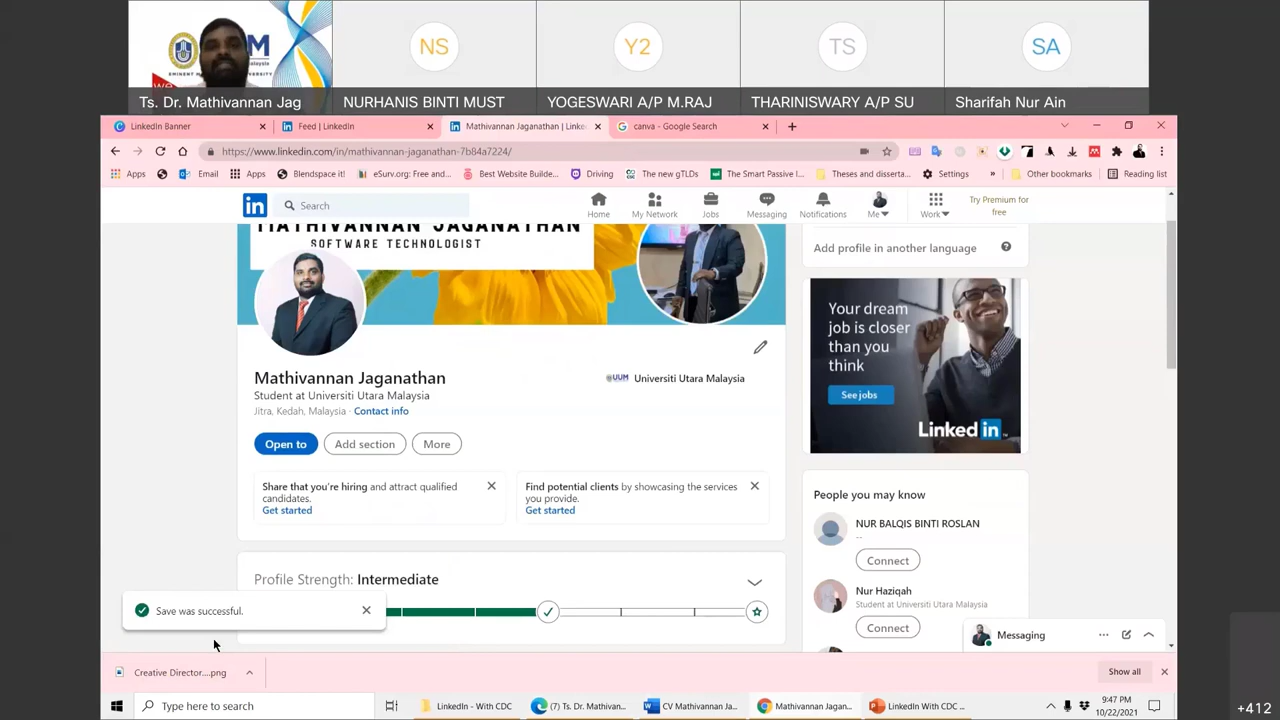 NS
Y2
TS
SA
Ts. Dr. Mathivannan Jag
NURHANIS BINTI MUST
YOGESWARI A/P M.RAJ
THARINISWARY A/P SU
Sharifah Nur Ain
LinkedIn Banner
Feed | LinkedIn
Mathivannan Jaganathan | Linke
canva - Google Search
https://www.linkedin.com/in/mathivannan-jaganathan-7b84a7224/
Apps
Email
Apps
Blendspace it!
eSurv.org: Free and...
Best Website Builde...
Driving
The new gTLDs
The Smart Passive I...
Theses and disserta...
Settings
»
Other bookmarks
Reading list
in
Search
Home
My Network
Jobs
Messaging
Notifications
Me
Work
Try Premium for
free
MATHIVANNAN JAGANATHAN
SOFTWARE TECHNOLOGIST
Add profile in another language
Your dream
job is closer
than you
think
See jobs
Linked in
Mathivannan Jaganathan
Student at Universiti Utara Malaysia
Jitra, Kedah, Malaysia · Contact info
UUM Universiti Utara Malaysia
Open to
Add section
More
Share that you're hiring and attract qualified
candidates.
Get started
Find potential clients by showcasing the services
you provide.
Get started
People you may know
NUR BALQIS BINTI ROSLAN
--
Connect
Nur Haziqah
Student at Universiti Utara Malaysia
Connect
Profile Strength: Intermediate
Save was successful.
Messaging
Creative Director....png
Show all
Type here to search
LinkedIn - With CDC
(7) Ts. Dr. Mathivan...
CV Mathivannan Ja...
Mathivannan Jagan...
LinkedIn With CDC ...
9:47 PM
10/22/2021
+412